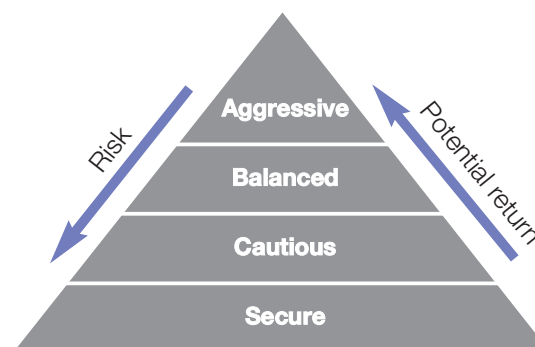 Aggressive
Risk
Potential return
Balanced
Cautious
Secure